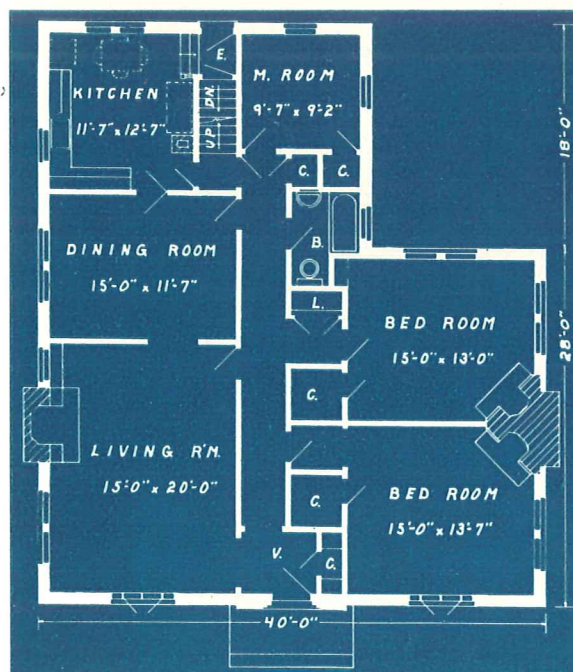 E.
KITCHEN
11'-7" x 12'-7"
DN.
UP
M. ROOM
9'-7" x 9'-2"
C.
C.
B.
DINING ROOM
15'-0" x 11'-7"
L.
BED ROOM
15'-0" x 13'-0"
C.
LIVING R'M.
15'-0" x 20'-0"
BED ROOM
15'-0" x 13'-7"
C.
V.
C.
18'-0"
28'-0"
40'-0"